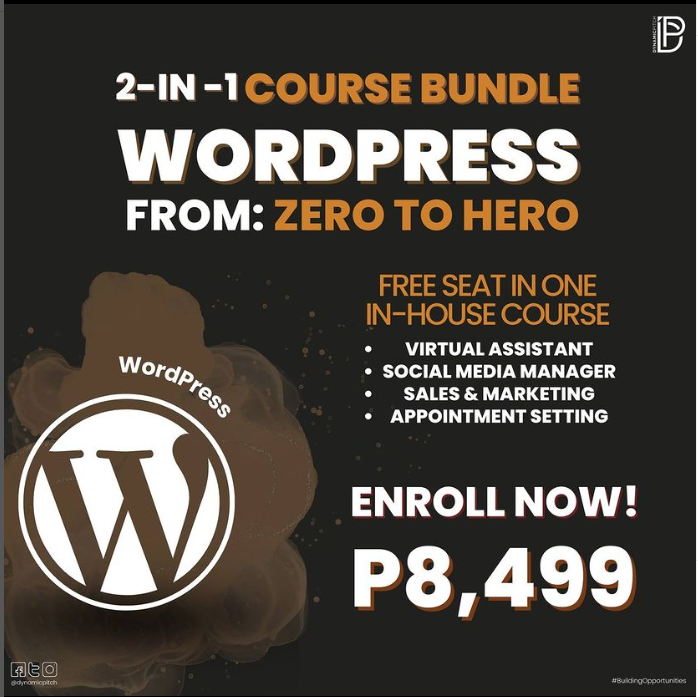 DYNAMICPITCH
2-IN -1 COURSE BUNDLE
WORDPRESS
FROM: ZERO TO HERO
FREE SEAT IN ONE
IN-HOUSE COURSE
• VIRTUAL ASSISTANT
• SOCIAL MEDIA MANAGER
• SALES & MARKETING
• APPOINTMENT SETTING
WordPress
W
ENROLL NOW!
P8,499
@dynamicpitch
#BuildingOpportunities